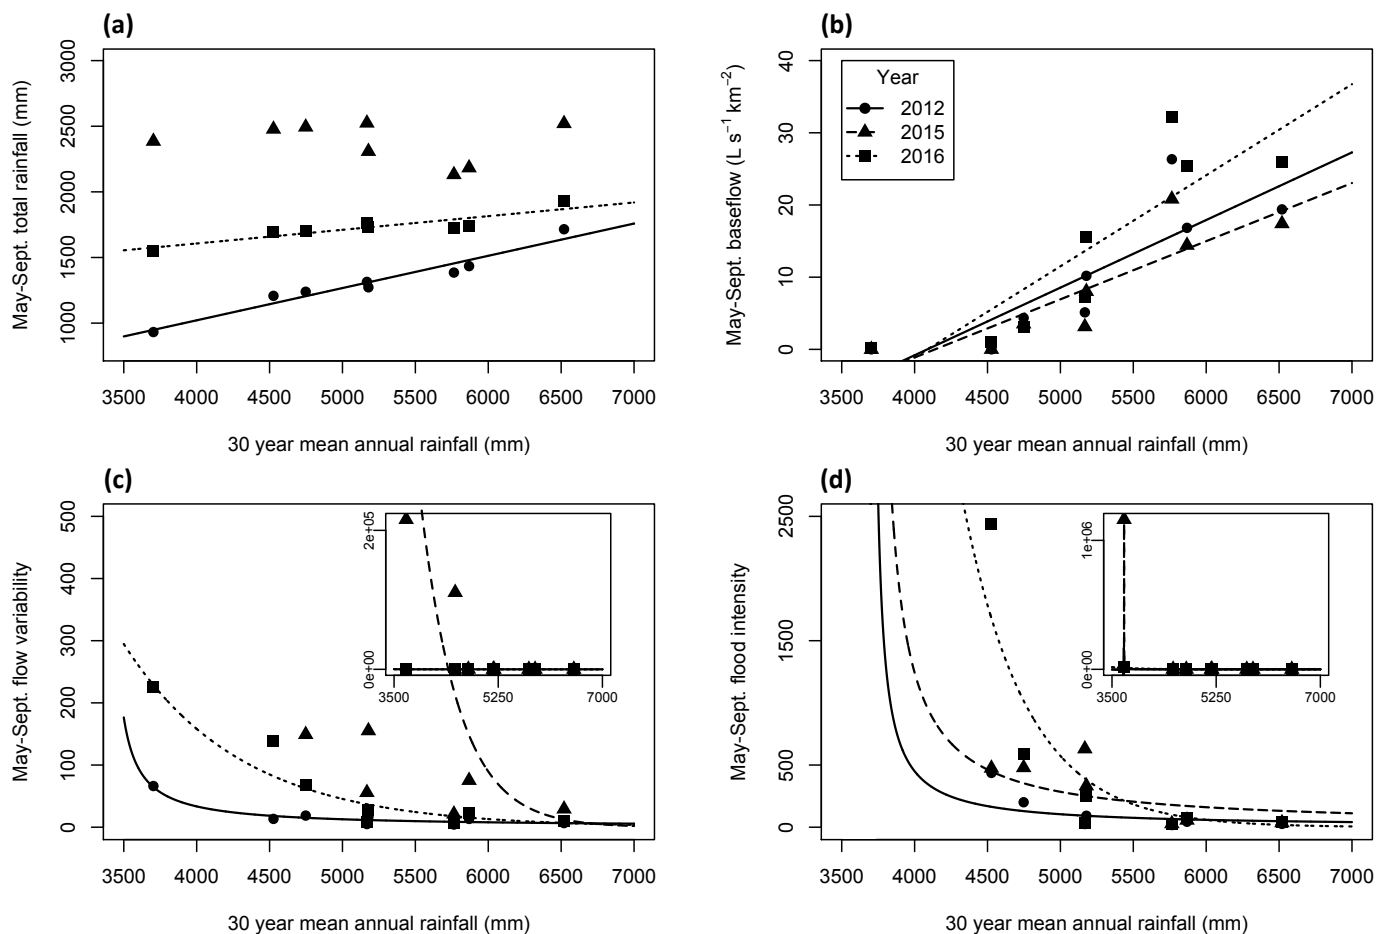 (a)
May-Sept. total rainfall (mm)
3000
2500
2000
1500
1000
3500 4000 4500 5000 5500 6000 6500 7000
30 year mean annual rainfall (mm)
(b)
May-Sept. baseflow (L s⁻¹ km⁻²)
40
30
20
10
0
Year
2012
2015
2016
3500 4000 4500 5000 5500 6000 6500 7000
30 year mean annual rainfall (mm)
(c)
May-Sept. flow variability
500
400
300
200
100
0
2e+05
0e+00
3500 5250 7000
3500 4000 4500 5000 5500 6000 6500 7000
30 year mean annual rainfall (mm)
(d)
May-Sept. flood intensity
2500
1500
500
0
1e+06
0e+00
3500 5250 7000
3500 4000 4500 5000 5500 6000 6500 7000
30 year mean annual rainfall (mm)